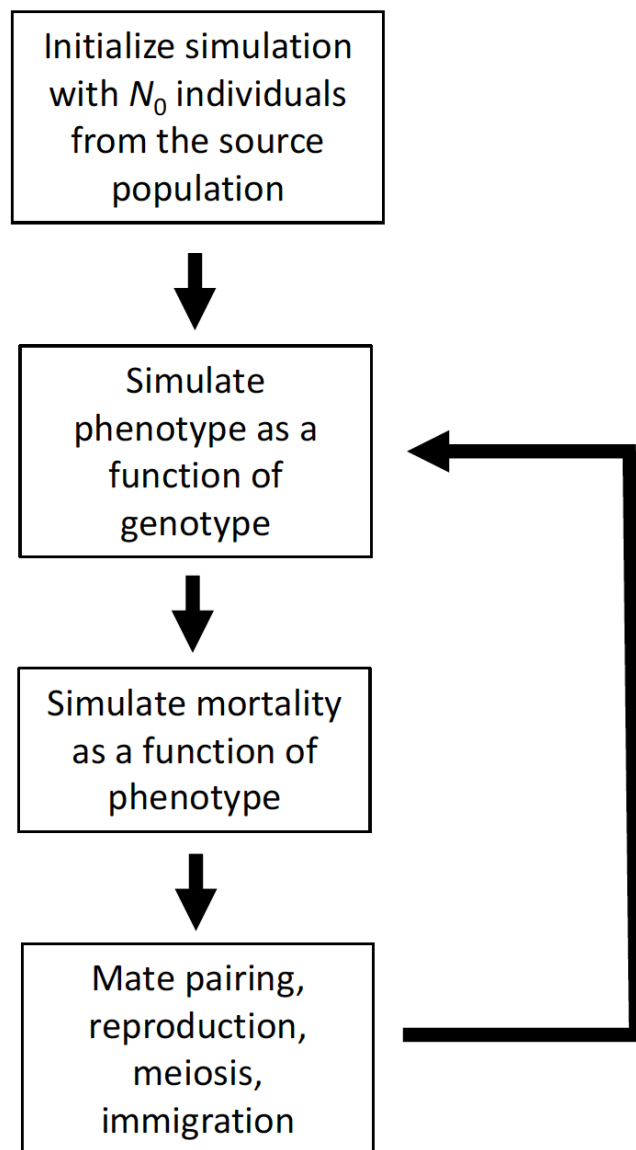 Initialize simulation
with N₀ individuals
from the source
population
Simulate
phenotype as a
function of
genotype
Simulate mortality
as a function of
phenotype
Mate pairing,
reproduction,
meiosis,
immigration